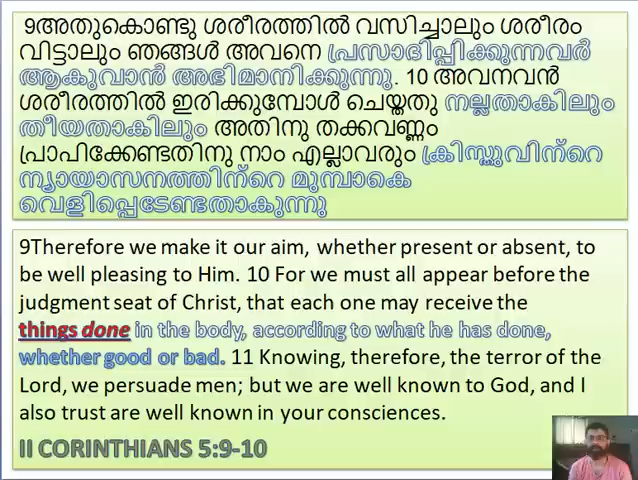 9അതുകൊണ്ടു ശരീരത്തിൽ വസിച്ചാലും ശരീരം
വിട്ടാലും ഞങ്ങൾ അവനെ പ്രസാദിപ്പിക്കുന്നവർ
ആകുവാൻ അഭിമാനിക്കുന്നു. 10 അവനവൻ
ശരീരത്തിൽ ഇരിക്കുമ്പോൾ ചെയ്തതു നല്ലതാകിലും
തീയതാകിലും അതിനു തക്കവണ്ണം
പ്രാപിക്കേണ്ടതിനു നാം എല്ലാവരും ക്രിസ്തുവിന്റെ
ന്യായാസനത്തിന്റെ മുമ്പാകെ
വെളിപ്പെടേണ്ടതാകുന്നു
9Therefore we make it our aim, whether present or absent, to
be well pleasing to Him. 10 For we must all appear before the
judgment seat of Christ, that each one may receive the
things done in the body, according to what he has done,
whether good or bad. 11 Knowing, therefore, the terror of the
Lord, we persuade men; but we are well known to God, and I
also trust are well known in your consciences.
II CORINTHIANS 5:9-10